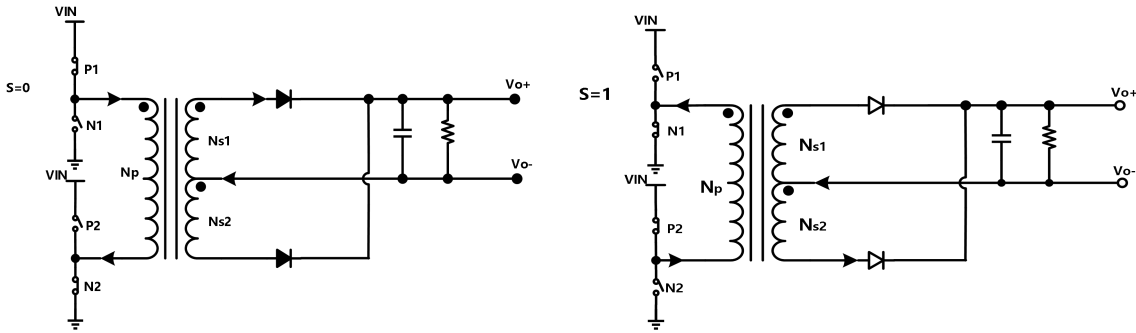 VIN
P1
S=0
N1
VIN
P2
N2
Np
Ns1
Ns2
Vo+
Vo-
VIN
P1
S=1
N1
VIN
P2
N2
Np
Ns1
Ns2
Vo+
Vo-